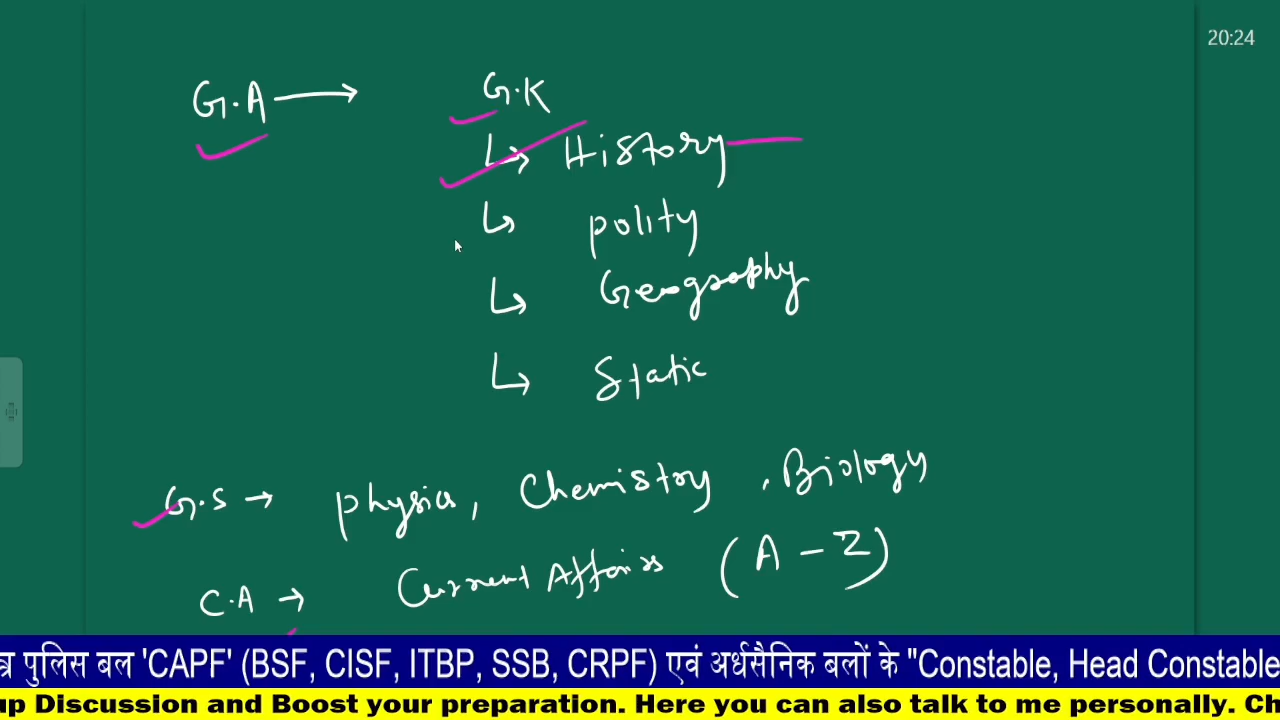 20:24
G.A → G.K
↳ History
↳ polity
↳ Geography
↳ Static
G.S → physics, Chemistry, Biology
C.A → Current Affairs (A - Z)
पुलिस बल 'CAPF' (BSF, CISF, ITBP, SSB, CRPF) एवं अर्धसैनिक बलों के "Constable, Head Constable
up Discussion and Boost your preparation. Here you can also talk to me personally. Ch